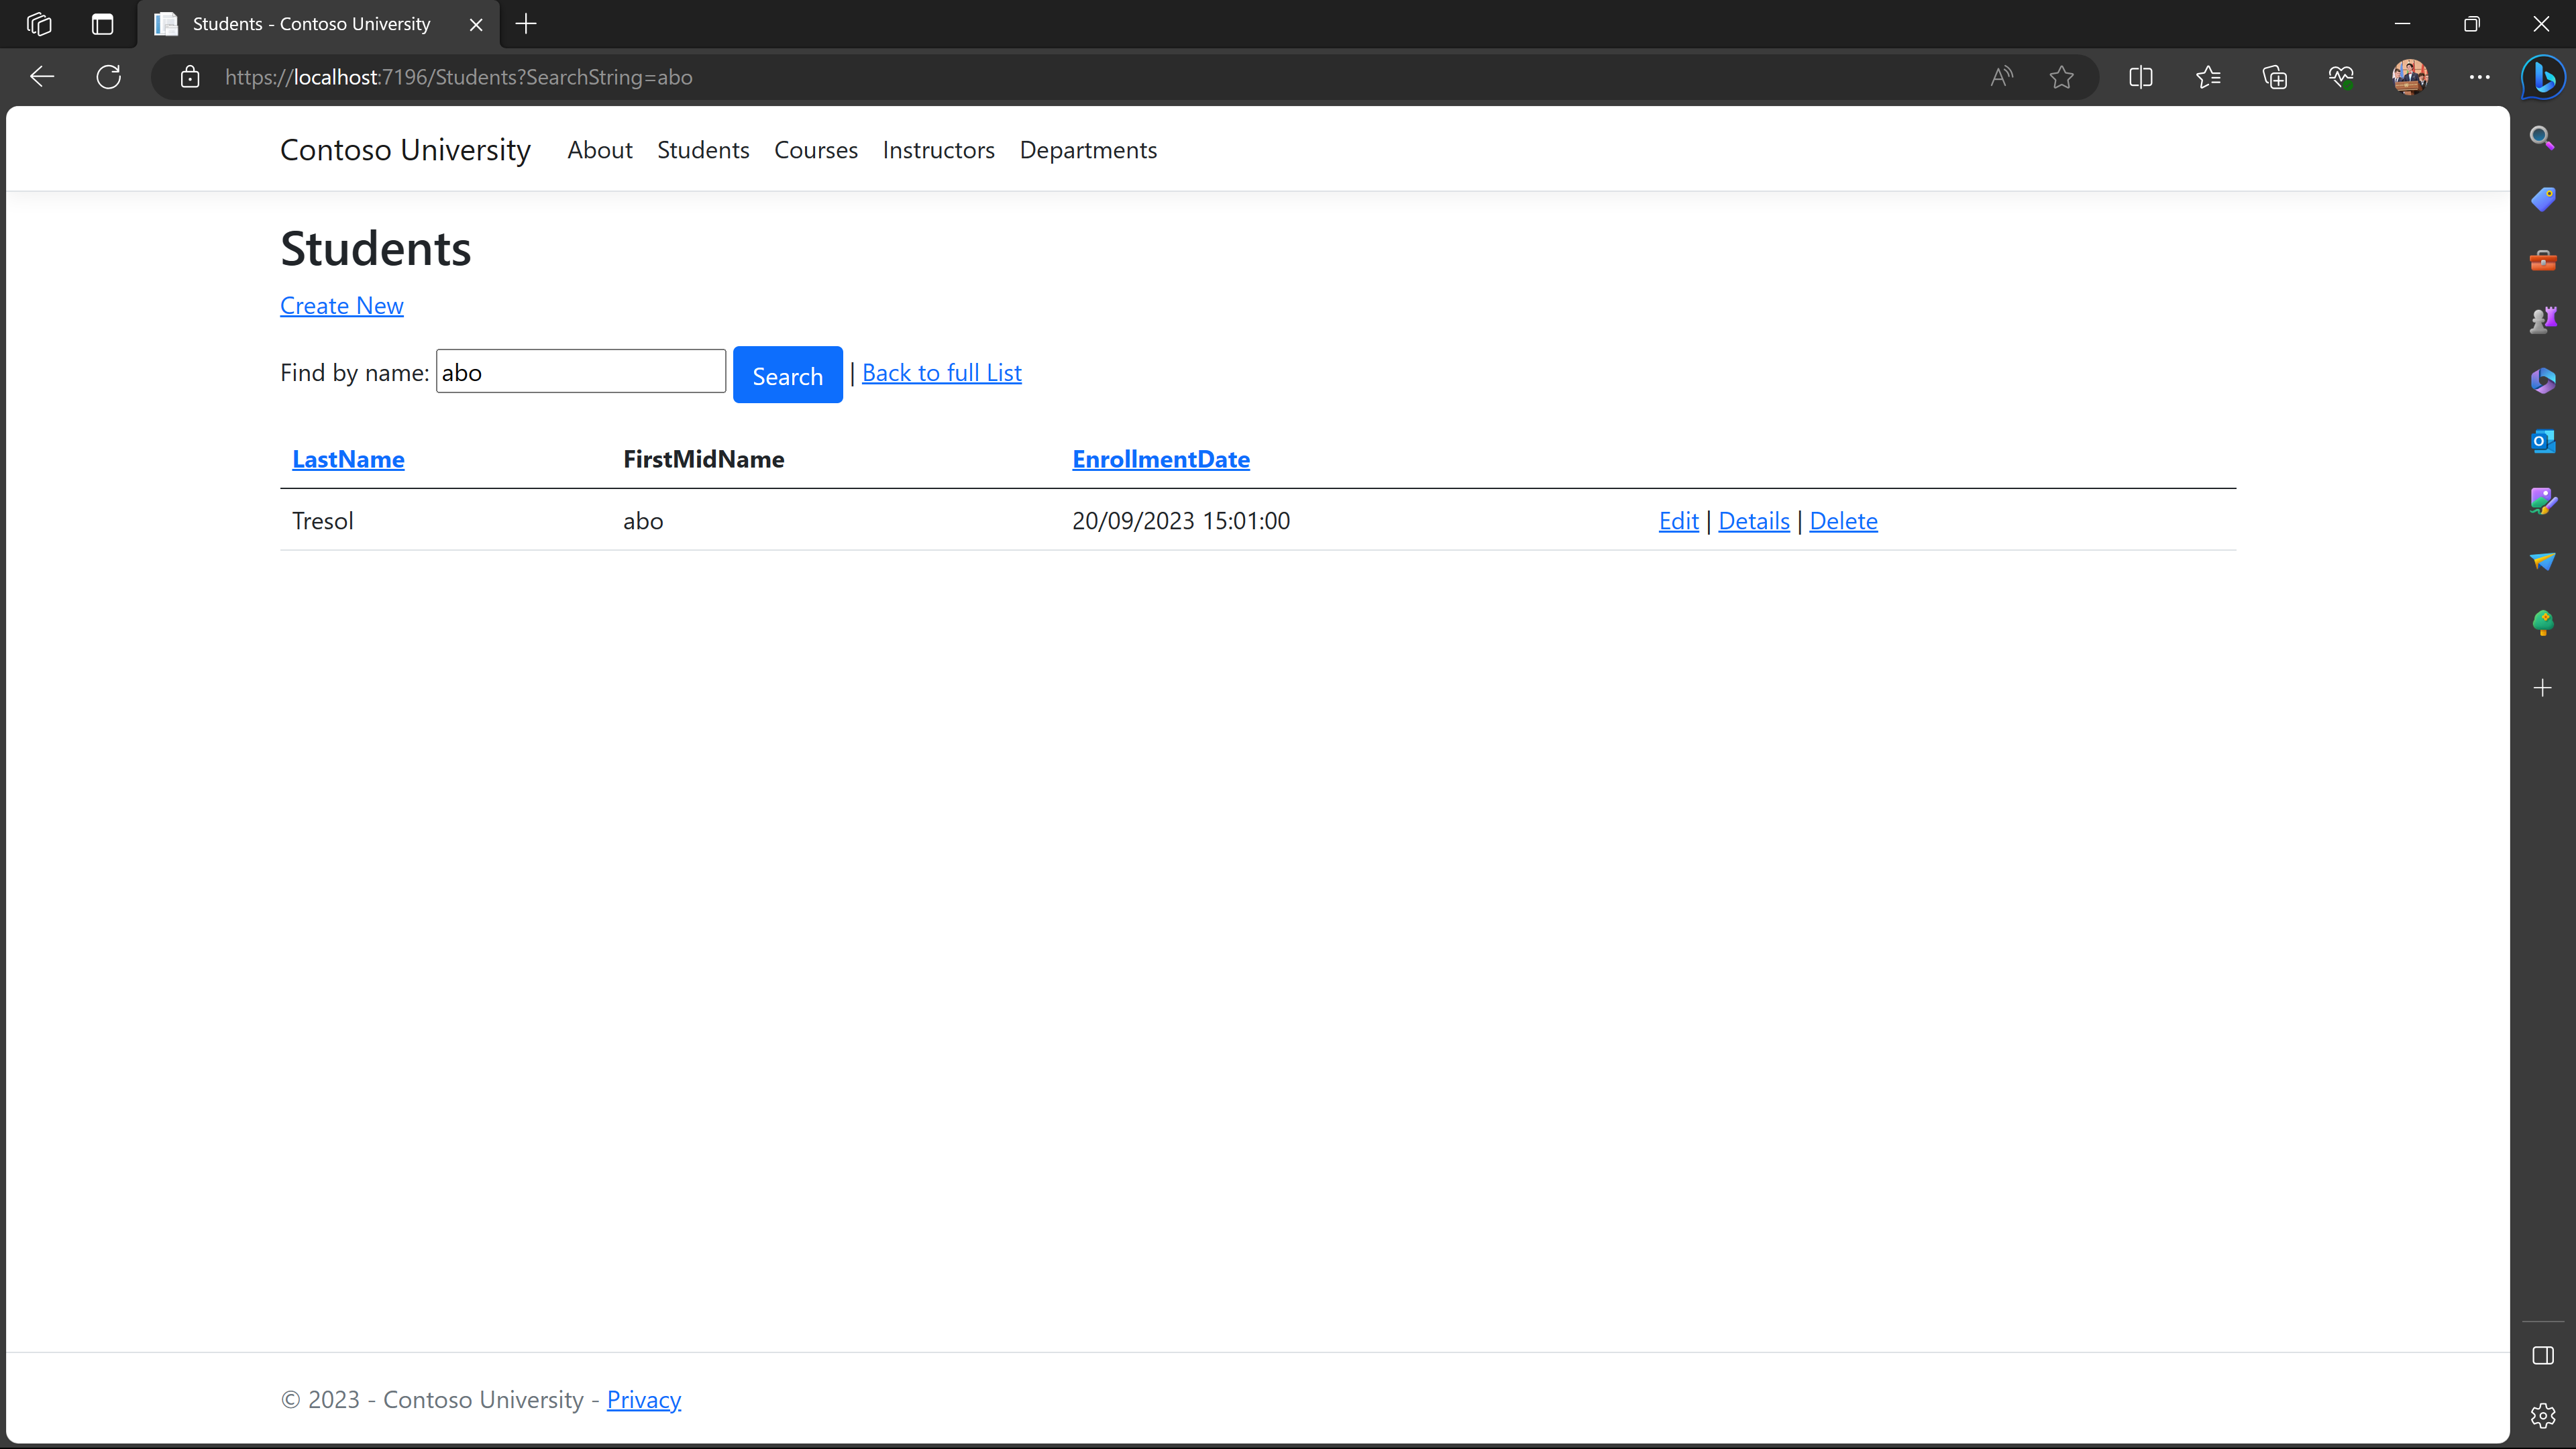 Students - Contoso University
https://localhost:7196/Students?SearchString=abo
Contoso University About Students Courses Instructors Departments
Students
Create New
Find by name: abo Search | Back to full List
LastName FirstMidName EnrollmentDate
Tresol abo 20/09/2023 15:01:00 Edit | Details | Delete
© 2023 - Contoso University - Privacy